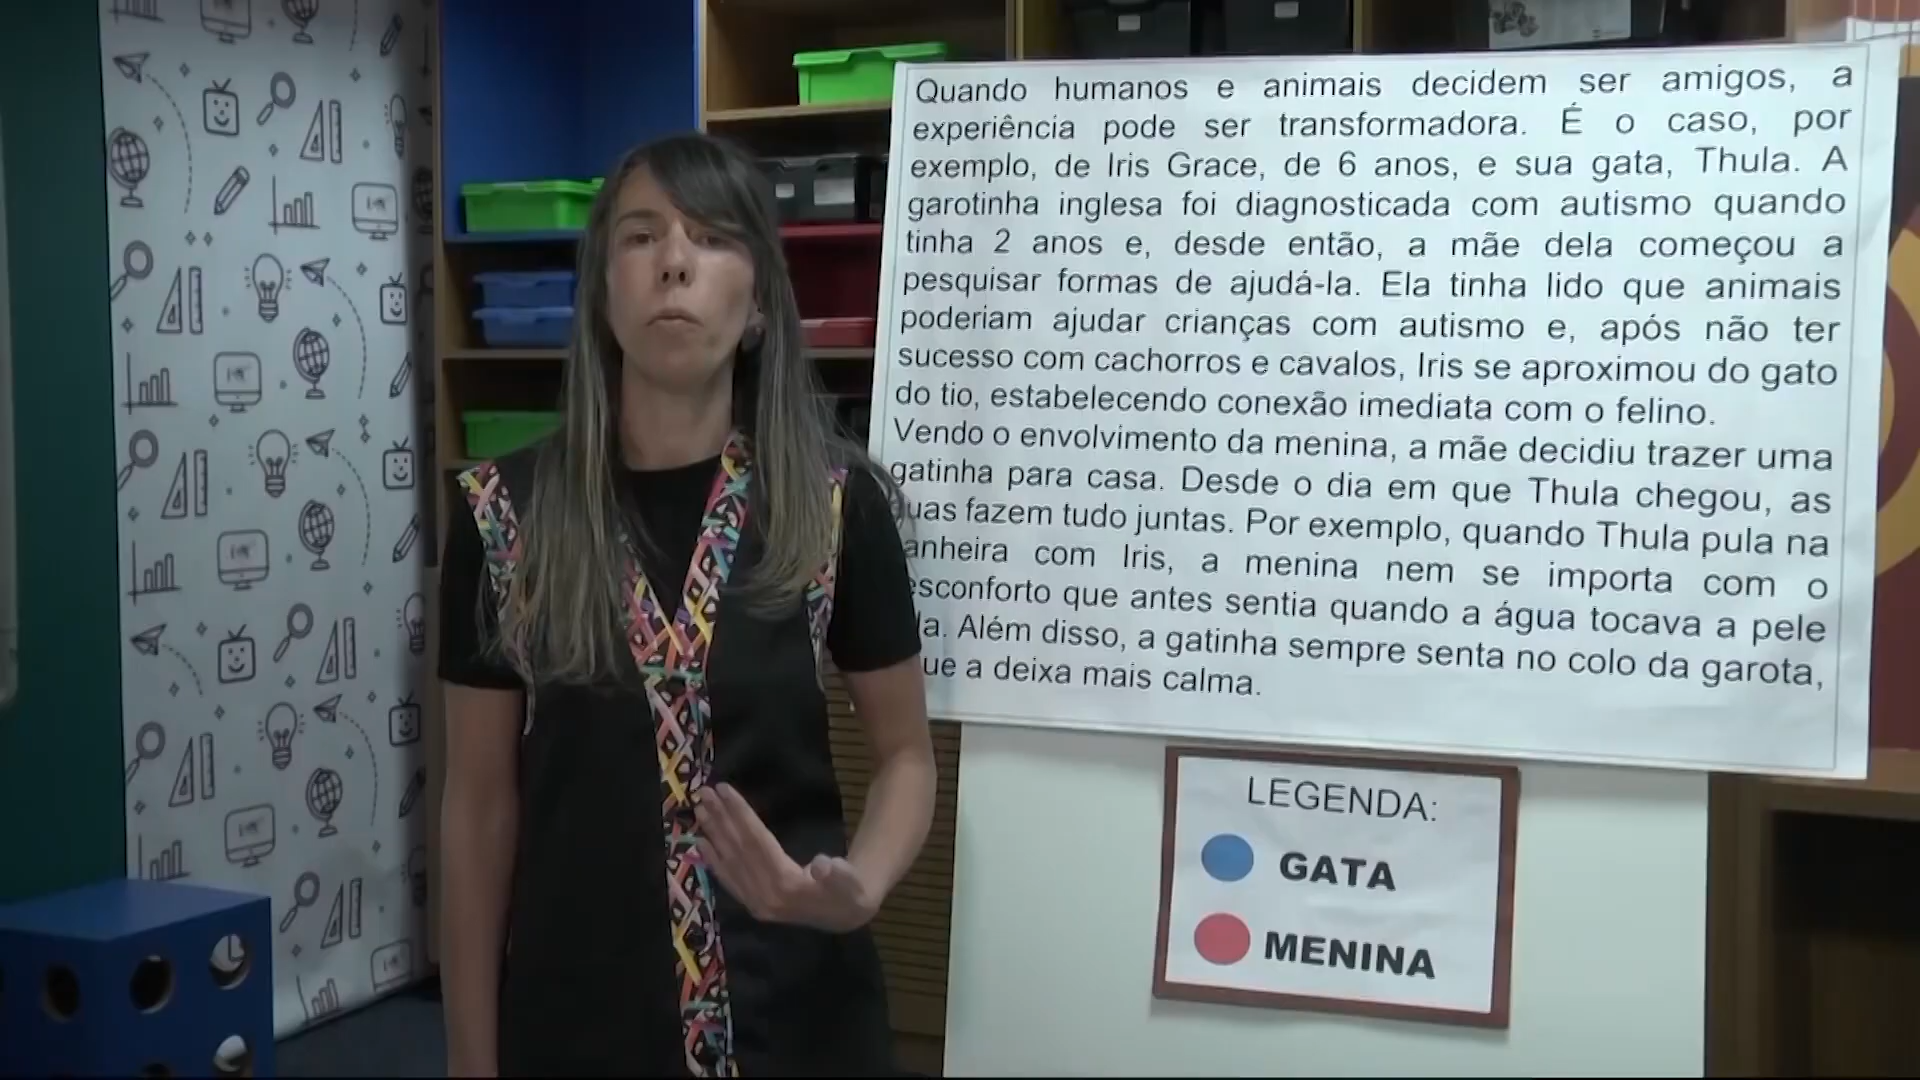 Quando humanos e animais decidem ser amigos, a
experiência pode ser transformadora. É o caso, por
exemplo, de Iris Grace, de 6 anos, e sua gata, Thula. A
garotinha inglesa foi diagnosticada com autismo quando
tinha 2 anos e, desde então, a mãe dela começou a
pesquisar formas de ajudá-la. Ela tinha lido que animais
poderiam ajudar crianças com autismo e, após não ter
sucesso com cachorros e cavalos, Iris se aproximou do gato
do tio, estabelecendo conexão imediata com o felino.
Vendo o envolvimento da menina, a mãe decidiu trazer uma
gatinha para casa. Desde o dia em que Thula chegou, as
uas fazem tudo juntas. Por exemplo, quando Thula pula na
anheira com Iris, a menina nem se importa com o
esconforto que antes sentia quando a água tocava a pele
la. Além disso, a gatinha sempre senta no colo da garota,
ue a deixa mais calma.
LEGENDA:
GATA
MENINA